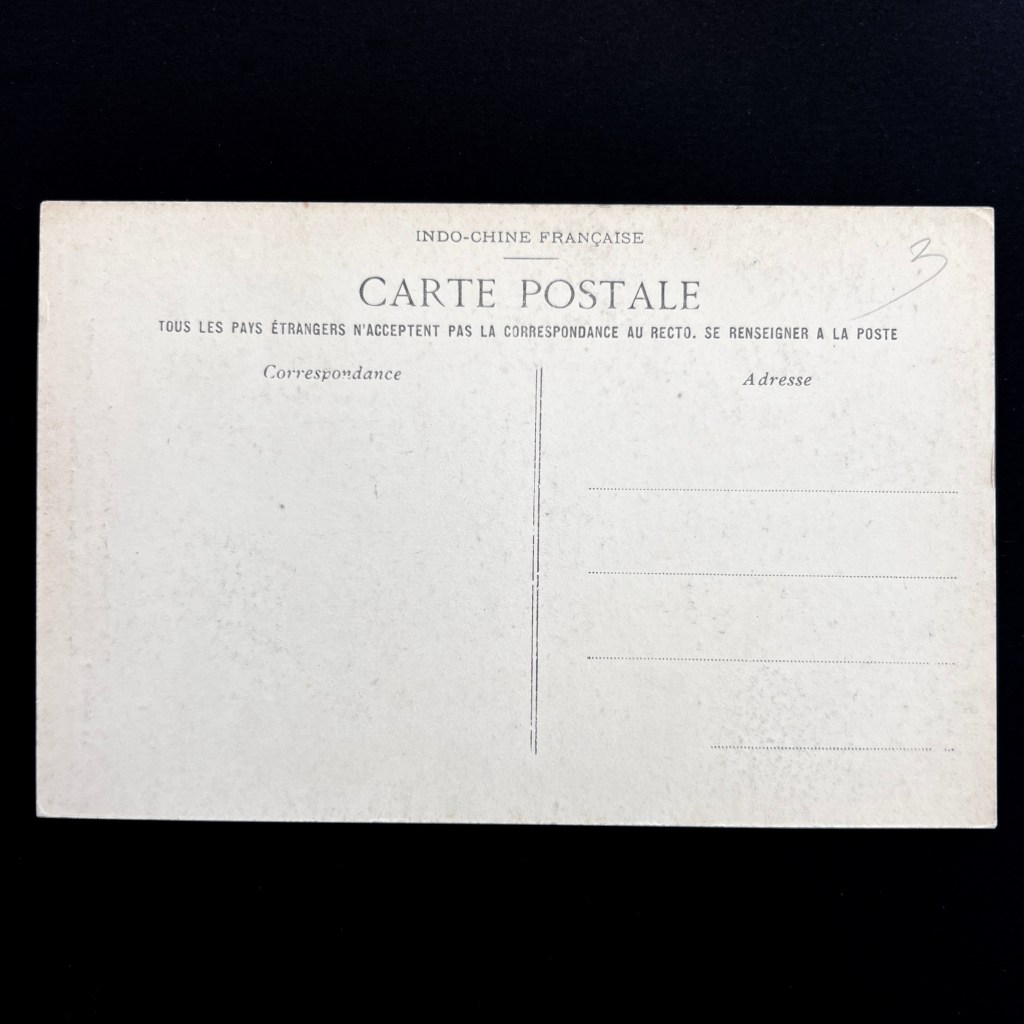 INDO-CHINE FRANÇAISE
3
CARTE POSTALE
TOUS LES PAYS ÉTRANGERS N'ACCEPTENT PAS LA CORRESPONDANCE AU RECTO. SE RENSEIGNER A LA POSTE
Correspondance
Adresse